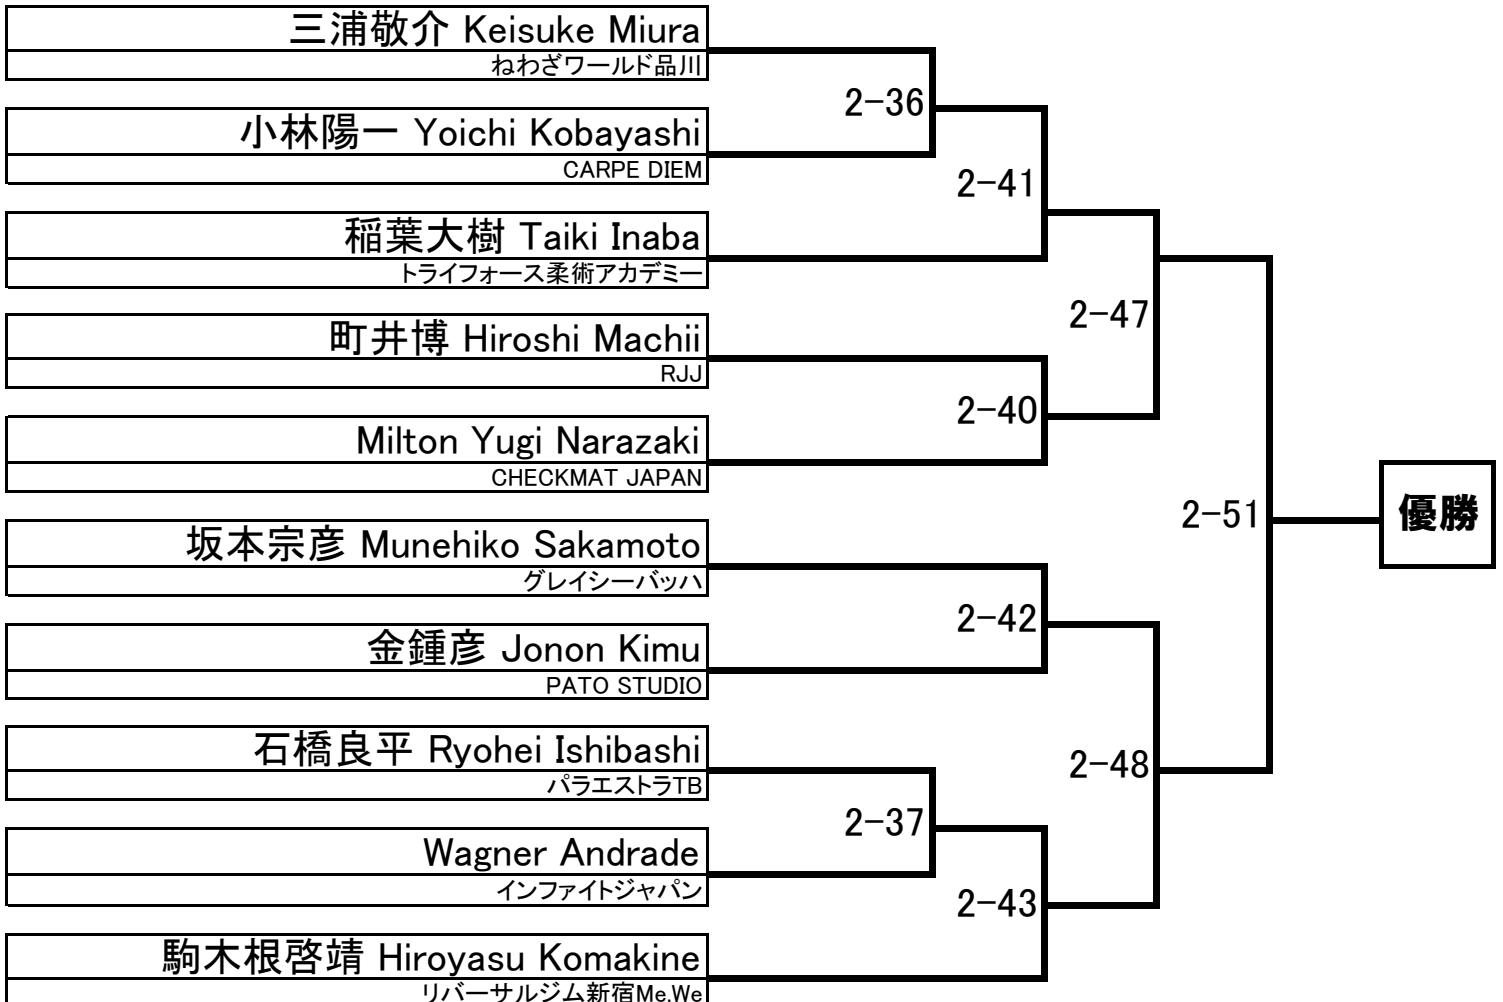 三浦敬介 Keisuke Miura
ねわざワールド品川
2-36
小林陽一 Yoichi Kobayashi
CARPE DIEM
2-41
稲葉大樹 Taiki Inaba
トライフォース柔術アカデミー
2-47
町井博 Hiroshi Machii
RJJ
2-40
Milton Yugi Narazaki
CHECKMAT JAPAN
2-51
優勝
坂本宗彦 Munehiko Sakamoto
グレイシーバッハ
2-42
金鍾彦 Jonon Kimu
PATO STUDIO
石橋良平 Ryohei Ishibashi
パラエストラTB
2-48
2-37
Wagner Andrade
インファイトジャパン
2-43
駒木根啓靖 Hiroyasu Komakine
リバーサルジム新宿Me,We